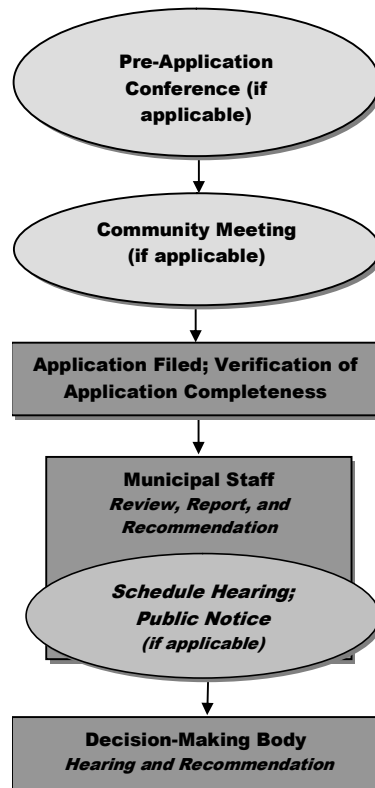 Pre-Application
Conference (if
applicable)
Community Meeting
(if applicable)
Application Filed; Verification of
Application Completeness
Municipal Staff
Review, Report, and
Recommendation
Schedule Hearing;
Public Notice
(if applicable)
Decision-Making Body
Hearing and Recommendation